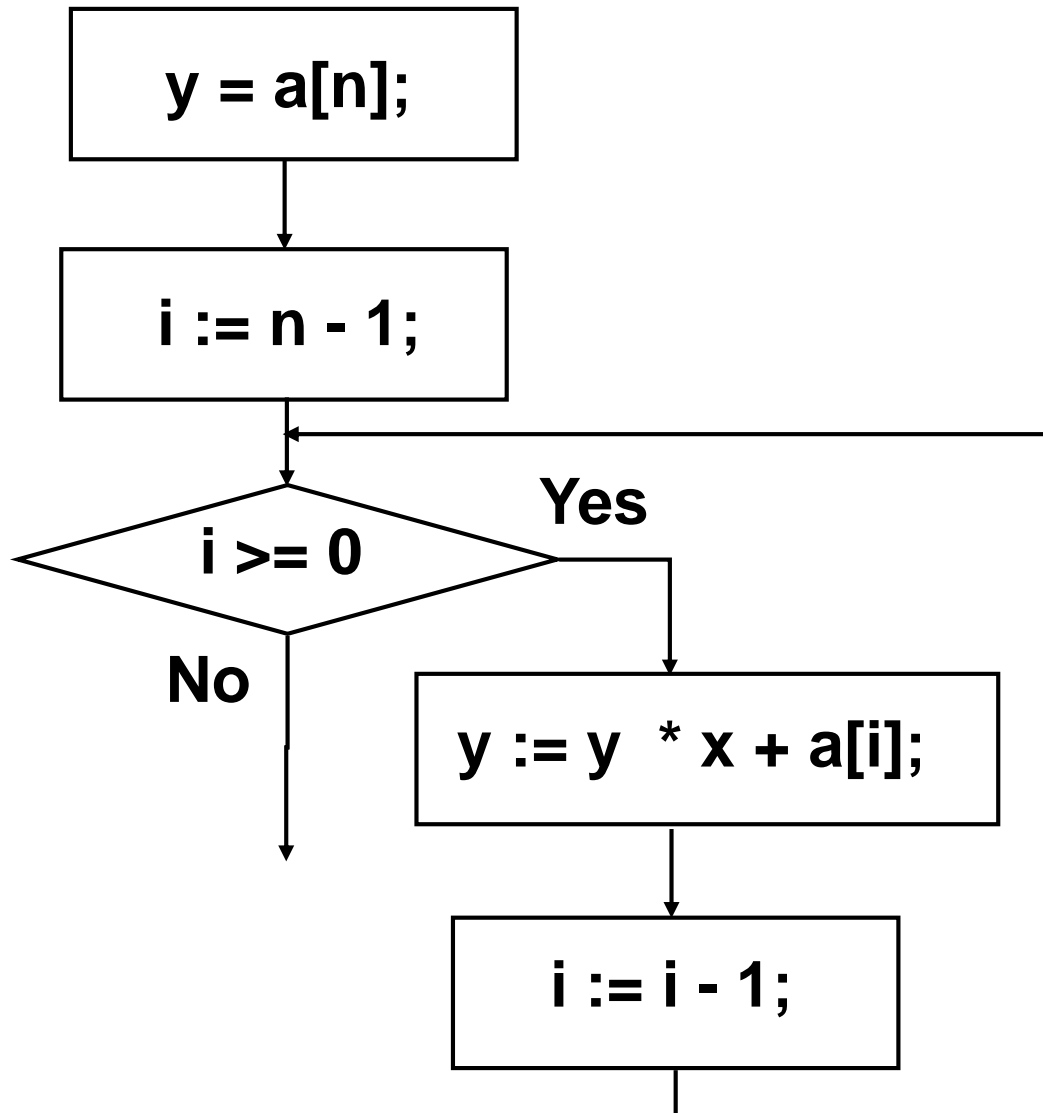 y = a[n];
i := n - 1;
i >= 0
Yes
No
y := y * x + a[i];
i := i - 1;